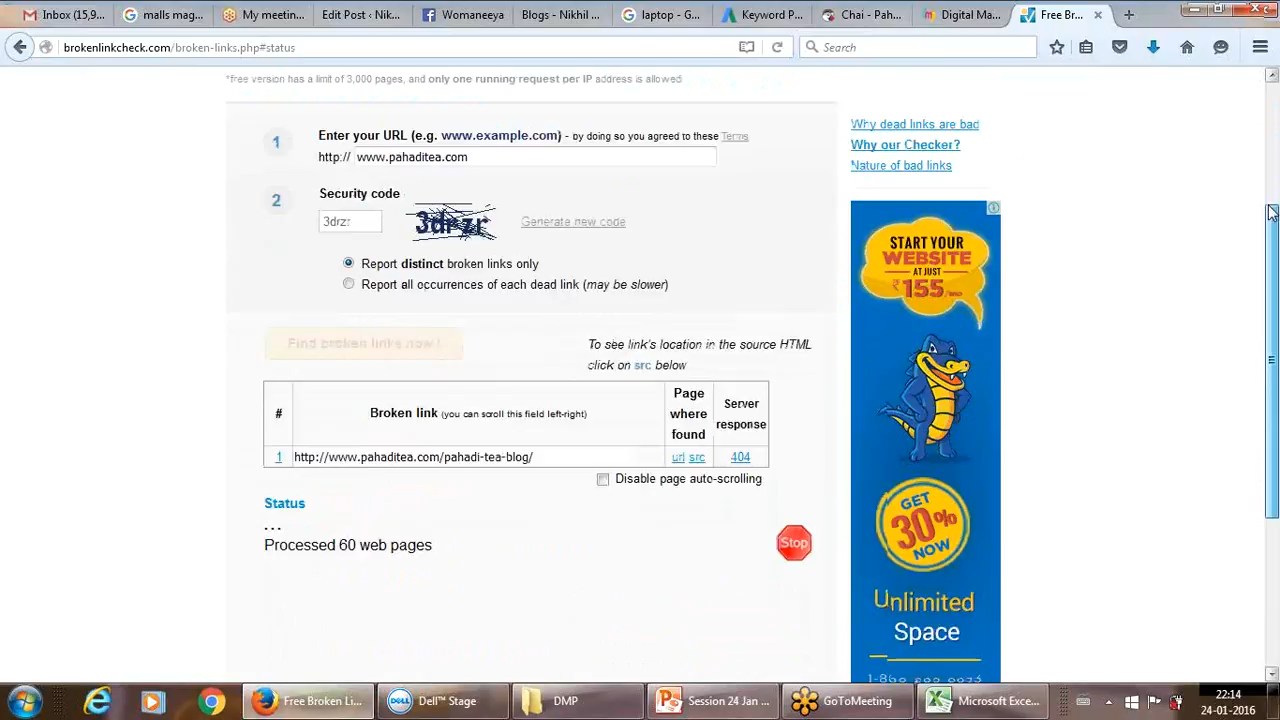 Inbox (15,9...
malls mag...
My meetin...
Edit Post ‹ Nik...
Womaneeya
Blogs - Nikhil ...
laptop - G...
Keyword P...
Chai - Pah...
Digital Ma...
Free Br...
brokenlinkcheck.com/broken-links.php#status
Search
*free version has a limit of 3,000 pages, and only one running request per IP address is allowed.
1
Enter your URL (e.g. www.example.com) - by doing so you agreed to these Terms
http:// www.pahaditea.com
2
Security code
3drzr
3drzr
Generate new code
Report distinct broken links only
Report all occurrences of each dead link (may be slower)
Find broken links now!
To see link's location in the source HTML
click on src below
# Broken link (you can scroll this field left-right) Page where found Server response
1 http://www.pahaditea.com/pahadi-tea-blog/ url src 404
Disable page auto-scrolling
Status
...
Processed 60 web pages
Stop
Why dead links are bad
Why our Checker?
Nature of bad links
START YOUR
WEBSITE
AT JUST
₹155/mo
GET
30%
NOW
Unlimited
Space
Free Broken Li...
Dell™ Stage
DMP
Session 24 Jan ...
GoToMeeting
Microsoft Exce...
22:14
24-01-2016